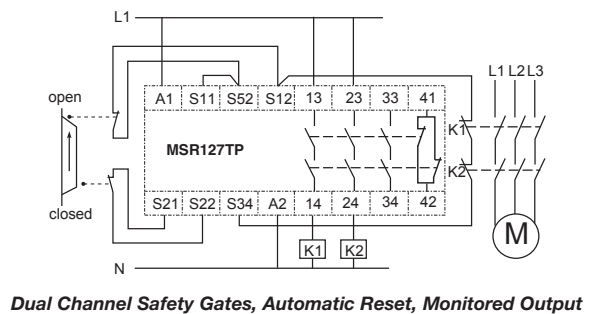 L1
L1 L2 L3
open
A1 S11 S52 S12 13 23 33 41
K1
MSR127TP
K2
closed
S21 S22 S34 A2 14 24 34 42
M
K1 K2
N
Dual Channel Safety Gates, Automatic Reset, Monitored Output